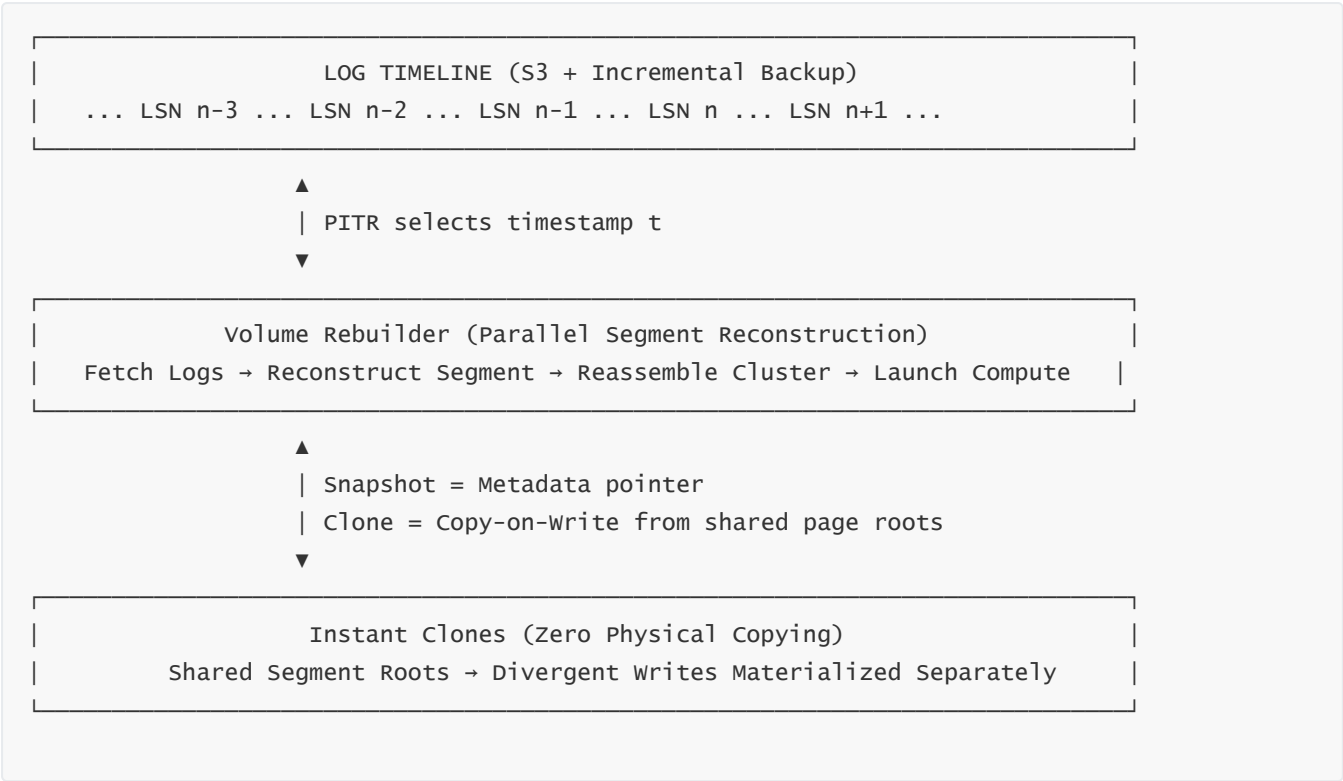 LOG TIMELINE (S3 + Incremental Backup)
... LSN n-3 ... LSN n-2 ... LSN n-1 ... LSN n ... LSN n+1 ...
PITR selects timestamp t
Volume Rebuilder (Parallel Segment Reconstruction)
Fetch Logs → Reconstruct Segment → Reassemble Cluster → Launch Compute
Snapshot = Metadata pointer
Clone = Copy-on-Write from shared page roots
Instant Clones (Zero Physical Copying)
Shared Segment Roots → Divergent Writes Materialized Separately